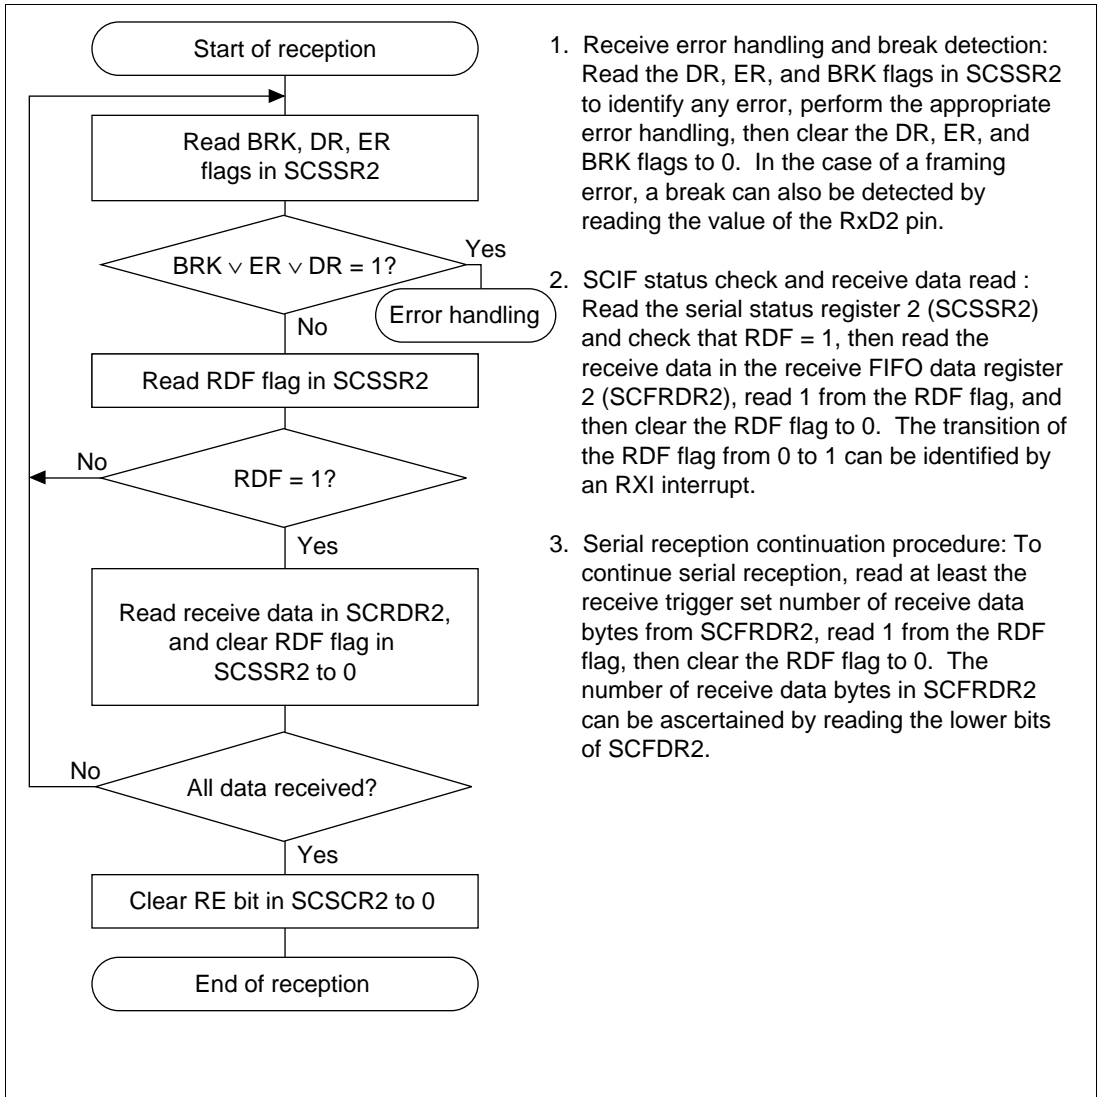 Start of reception
Read BRK, DR, ER
flags in SCSSR2
BRK ∨ ER ∨ DR = 1?
Yes
Error handling
No
Read RDF flag in SCSSR2
No
RDF = 1?
Yes
Read receive data in SCRDR2,
and clear RDF flag in
SCSSR2 to 0
No
All data received?
Yes
Clear RE bit in SCSCR2 to 0
End of reception
1. Receive error handling and break detection:
Read the DR, ER, and BRK flags in SCSSR2
to identify any error, perform the appropriate
error handling, then clear the DR, ER, and
BRK flags to 0. In the case of a framing
error, a break can also be detected by
reading the value of the RxD2 pin.
2. SCIF status check and receive data read :
Read the serial status register 2 (SCSSR2)
and check that RDF = 1, then read the
receive data in the receive FIFO data register
2 (SCFRDR2), read 1 from the RDF flag, and
then clear the RDF flag to 0. The transition of
the RDF flag from 0 to 1 can be identified by
an RXI interrupt.
3. Serial reception continuation procedure: To
continue serial reception, read at least the
receive trigger set number of receive data
bytes from SCFRDR2, read 1 from the RDF
flag, then clear the RDF flag to 0. The
number of receive data bytes in SCFRDR2
can be ascertained by reading the lower bits
of SCFDR2.